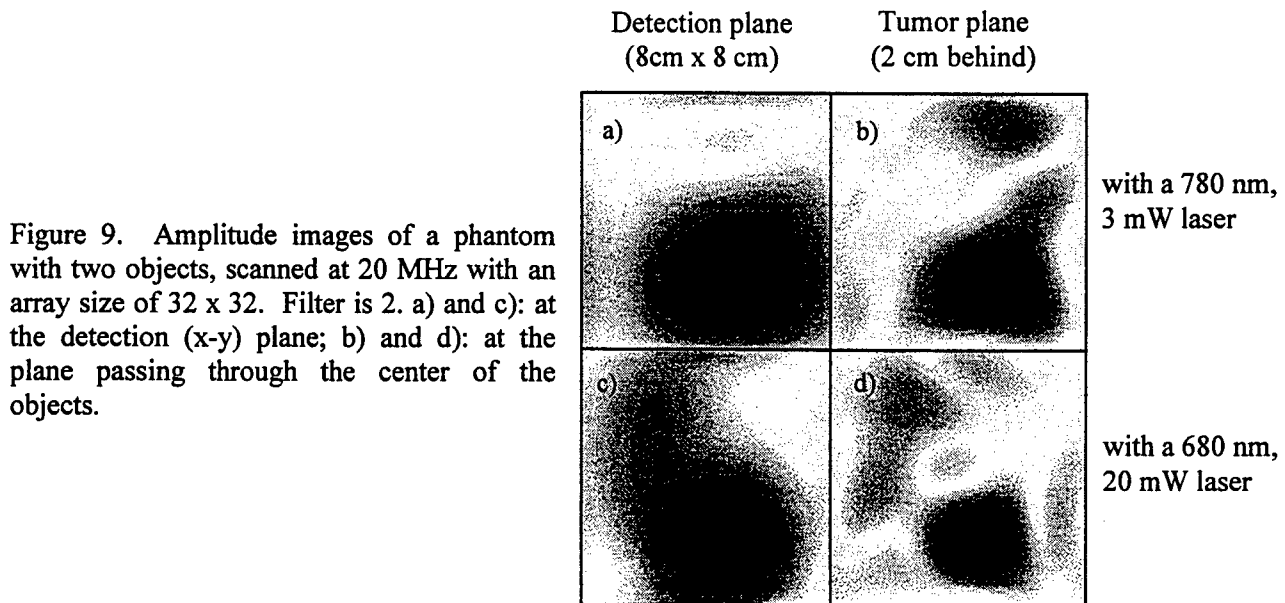 Detection plane
(8cm x 8 cm)
Tumor plane
(2 cm behind)
a)
b)
with a 780 nm,
3 mW laser
Figure 9. Amplitude images of a phantom
with two objects, scanned at 20 MHz with an
array size of 32 x 32. Filter is 2. a) and c): at
the detection (x-y) plane; b) and d): at the
plane passing through the center of the
objects.
c)
d)
with a 680 nm,
20 mW laser